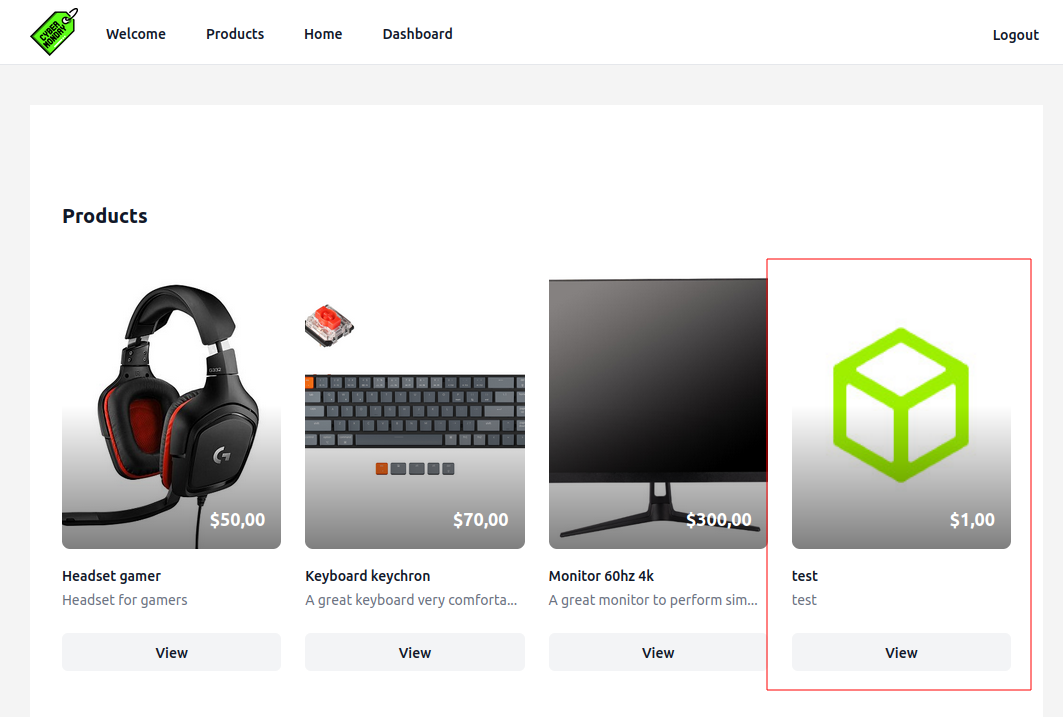 CYBER
MONDAY
Welcome
Products
Home
Dashboard
Logout
Products
G332
G
$50,00
$70,00
$300,00
$1,00
Headset gamer
Keyboard keychron
Monitor 60hz 4k
test
Headset for gamers
A great keyboard very comforta...
A great monitor to perform sim...
test
View
View
View
View